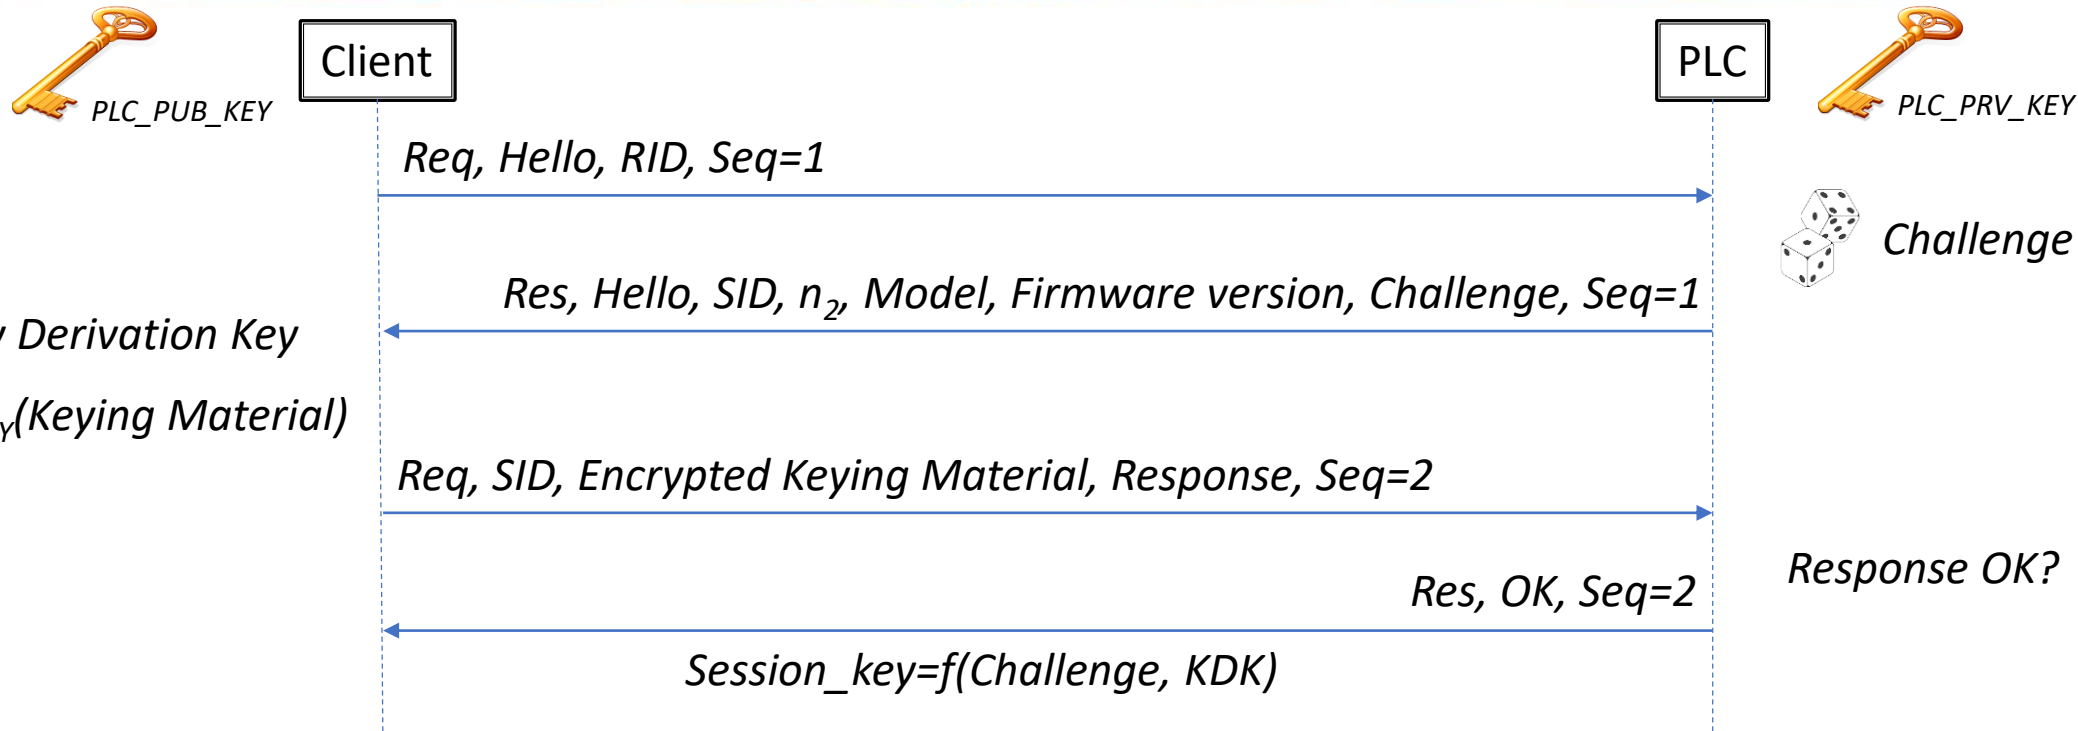 Client
PLC
PLC_PUB_KEY
PLC_PRV_KEY
Req, Hello, RID, Seq=1
Challenge
Res, Hello, SID, n₂, Model, Firmware version, Challenge, Seq=1
Derivation Key
(Keying Material)
Req, SID, Encrypted Keying Material, Response, Seq=2
Response OK?
Res, OK, Seq=2
Session_key=f(Challenge, KDK)